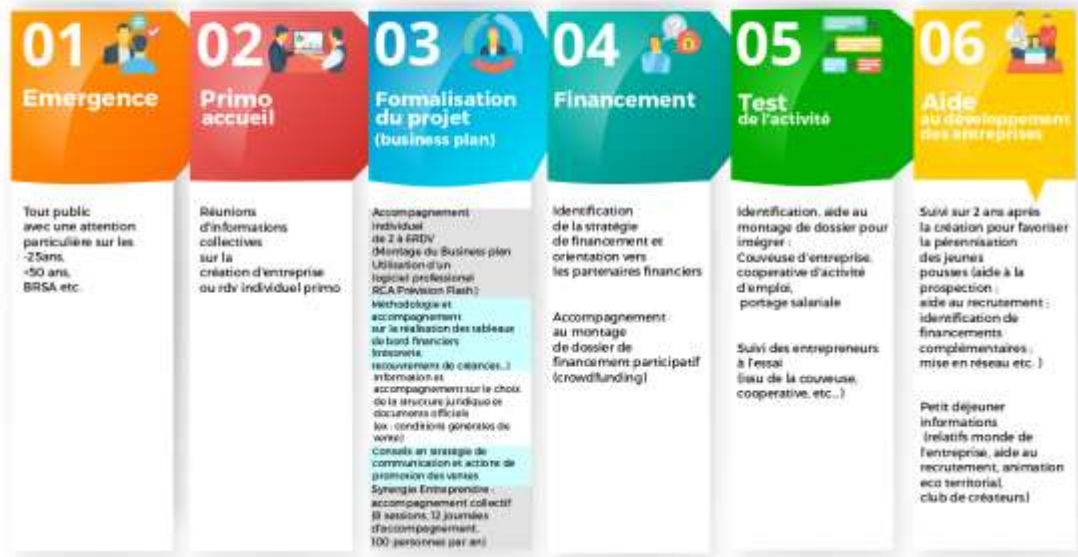 01
Emergence
Tout public
avec une attention
particulière sur les
-25ans,
+50 ans,
BRSA etc.
02
Primo
accueil
Réunions
d'informations
collectives
sur la
création d'entreprise
ou rdv individuel primo
03
Formalisation
du projet
(business plan)
Accompagnement
individuel
de 2 à 6RDV
(Montage du Business plan
Utilisation d'un
logiciel professionel
RCA Prévision Flash)
Méthodologie et
accompagnement
sur la réalisation des tableaux
de bord financiers
(trésorerie,
recouvrement de créances...)
Information et
accompagnement sur le choix
de la structure juridique et
documents officiels
(ex : conditions générales de
vente)
Conseils en stratégie de
communication et actions de
promotion des ventes
Synergie Entreprendre :
accompagnement collectif
(8 sessions, 12 journées
d'accompagnement,
100 personnes par an)
04
Financement
Identification
de la stratégie
de financement et
orientation vers
les partenaires financiers
Accompagnement
au montage
de dossier de
financement participatif
(crowdfunding)
05
Test
de l'activité
Identification, aide au
montage de dossier pour
intégrer :
Couveuse d'entreprise,
cooperative d'activité
d'emploi,
portage salariale
Suivi des entrepreneurs
à l'essai
(issu de la couveuse,
cooperative, etc...)
06
Aide
au développement
des entreprises
Suivi sur 2 ans après
la création pour favoriser
la pérennisation
des jeunes
pousses (aide à la
prospection ;
aide au recrutement ;
identification de
financements
complémentaires ;
mise en réseau etc. )
Petit déjeuner
informations
(relatifs monde de
l'entreprise, aide au
recrutement, animation
eco territorial,
club de créateurs)